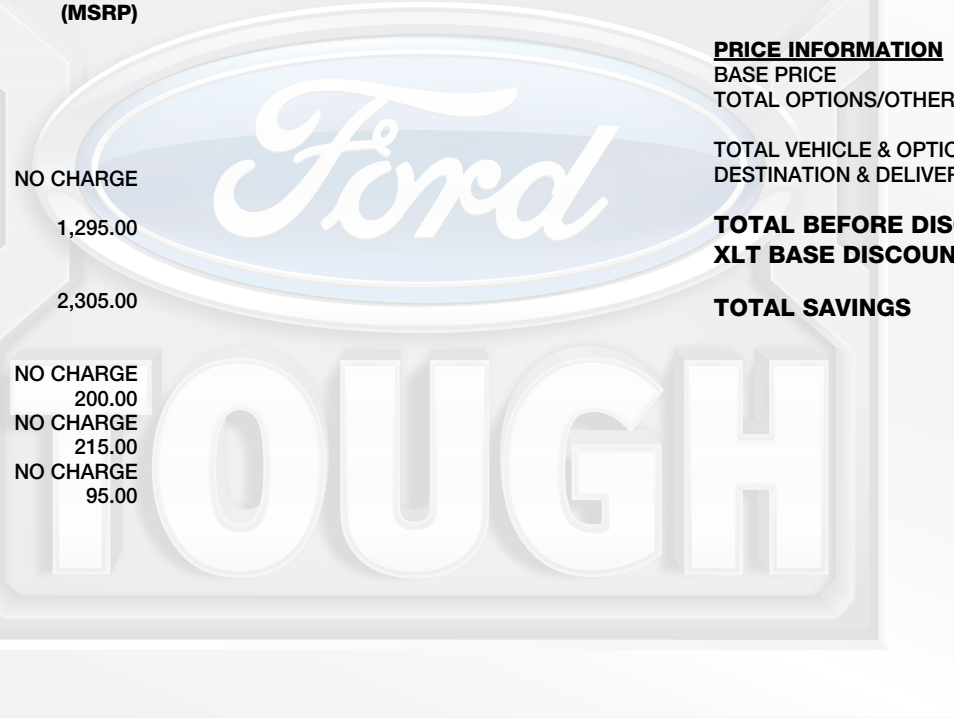 (MSRP)
NO CHARGE
1,295.00
2,305.00
NO CHARGE
200.00
NO CHARGE
215.00
NO CHARGE
95.00
Ford
TOUGH
PRICE INFORMATION
BASE PRICE
TOTAL OPTIONS/OTHER
TOTAL VEHICLE & OPTIO
DESTINATION & DELIVER
TOTAL BEFORE DISC
XLT BASE DISCOUN
TOTAL SAVINGS